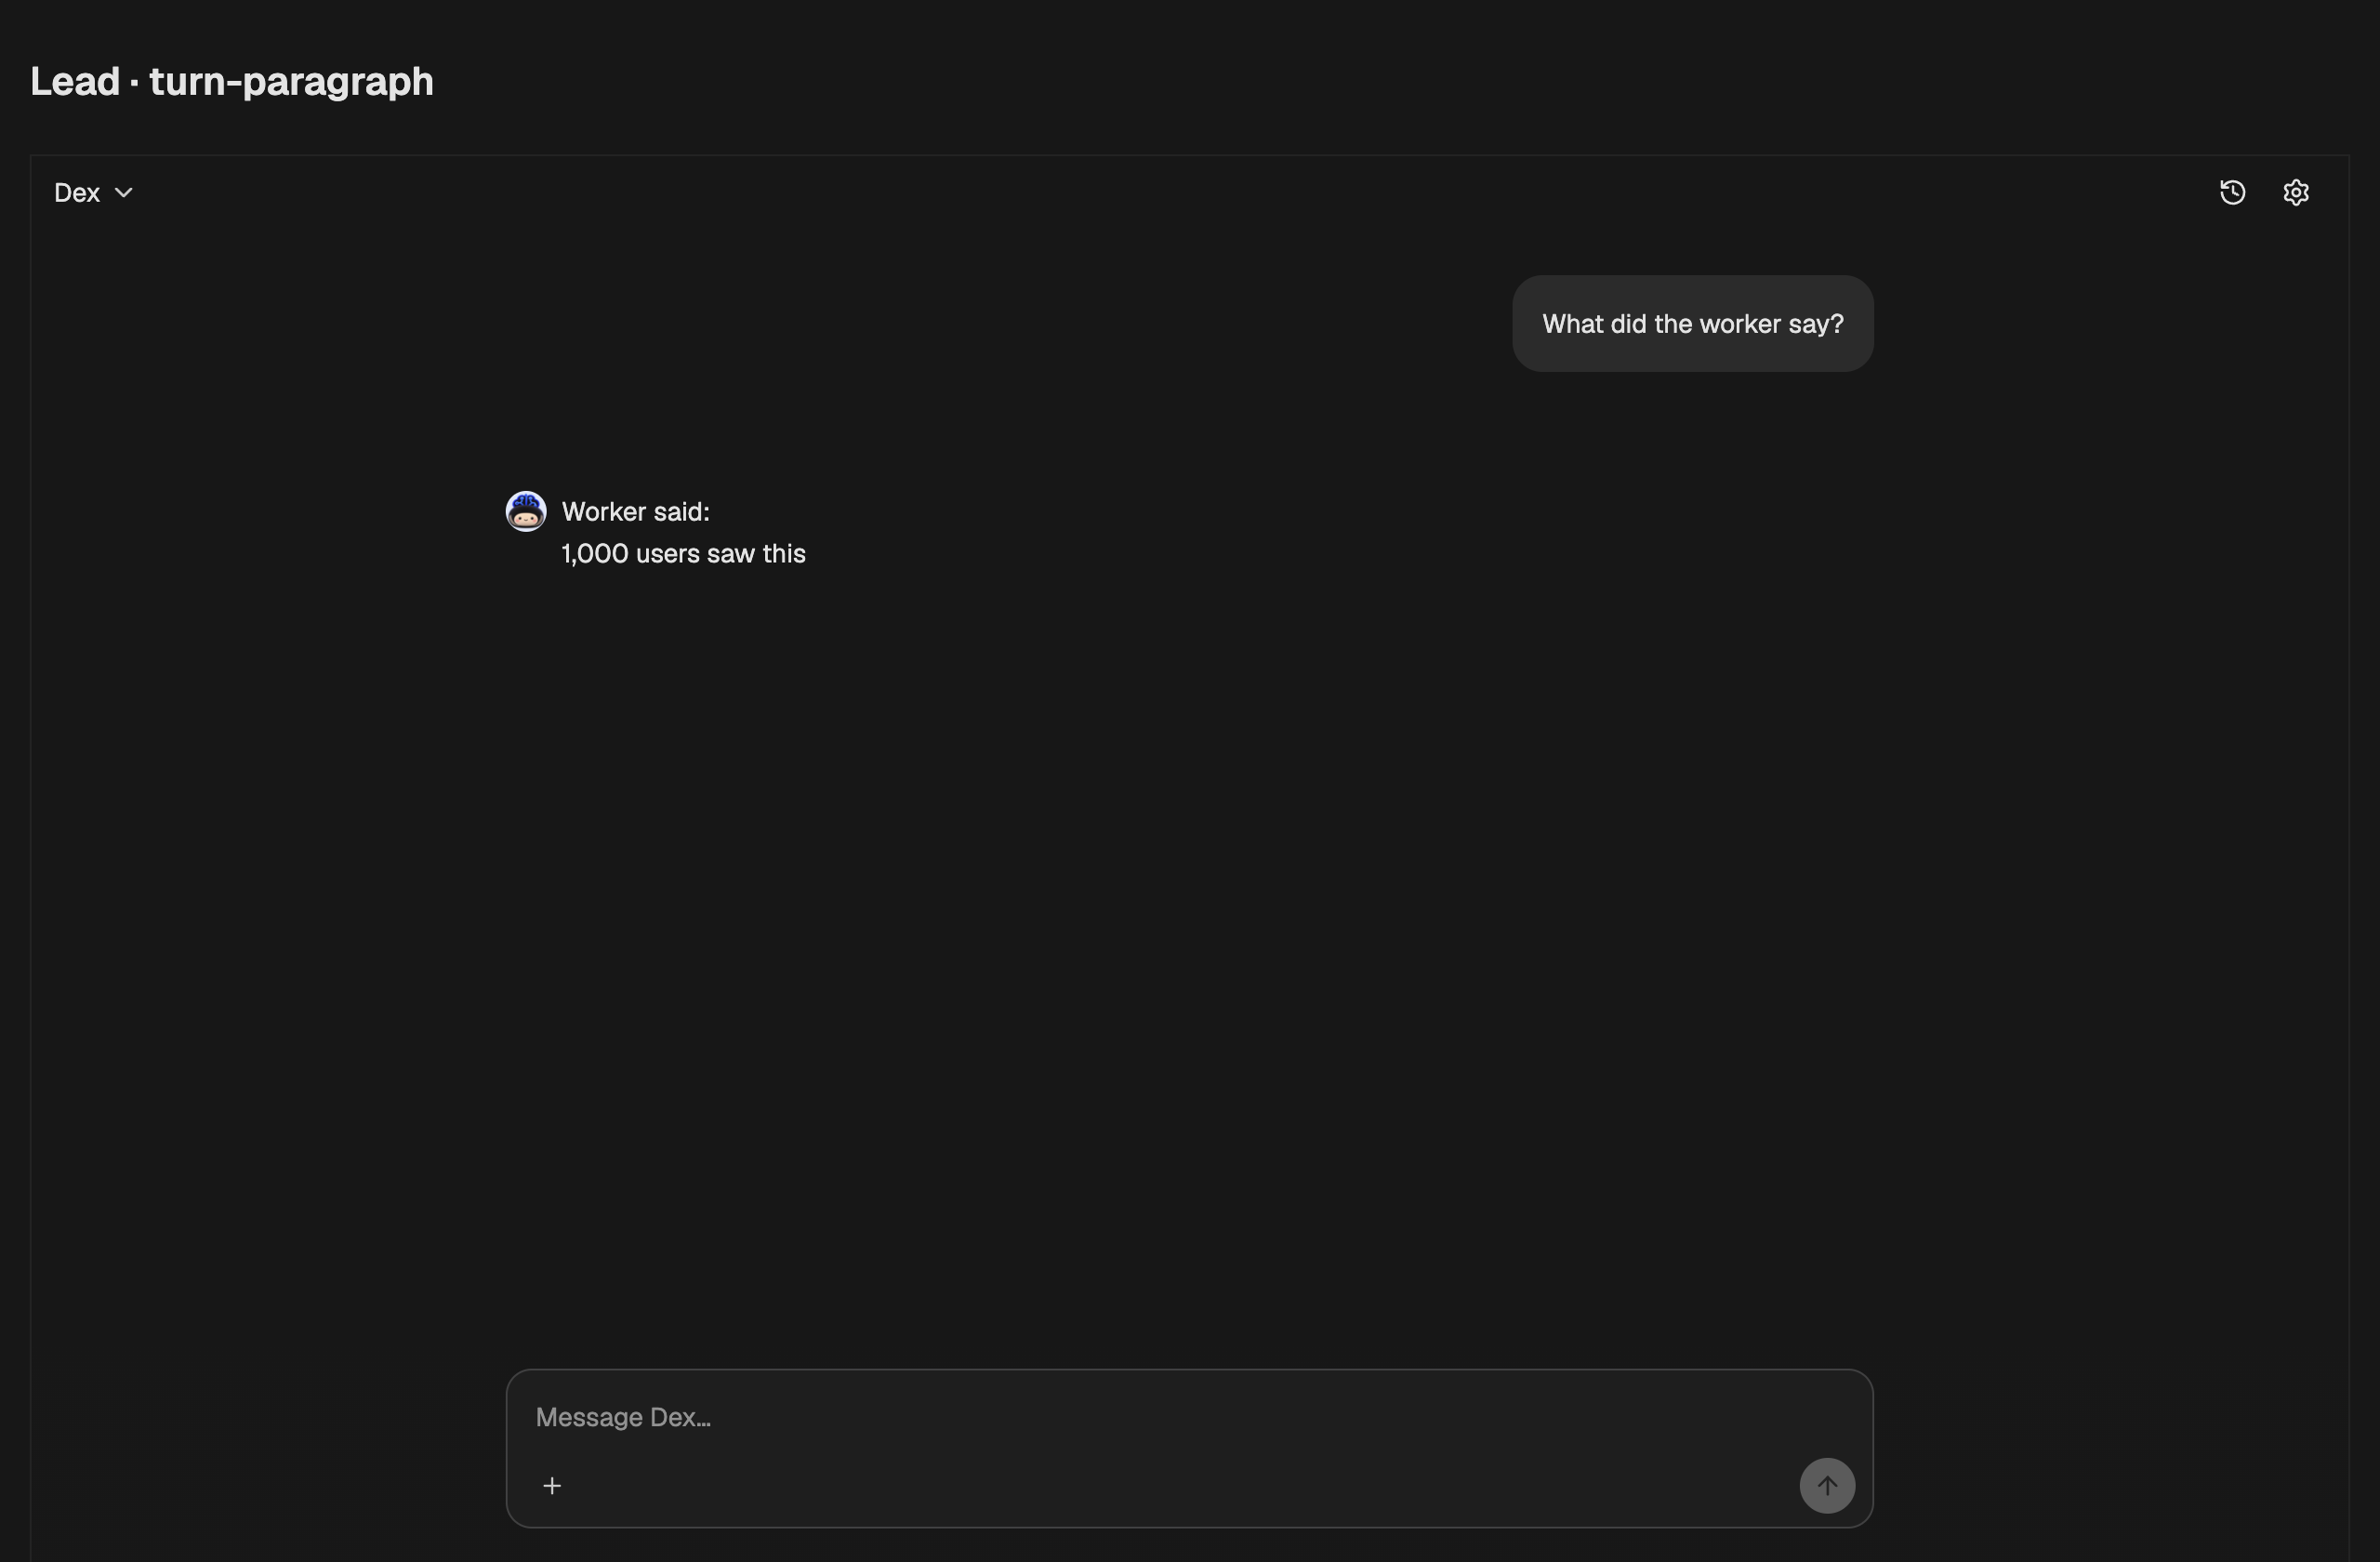 Lead · turn-paragraph
Dex
What did the worker say?
Worker said:
1,000 users saw this
Message Dex...